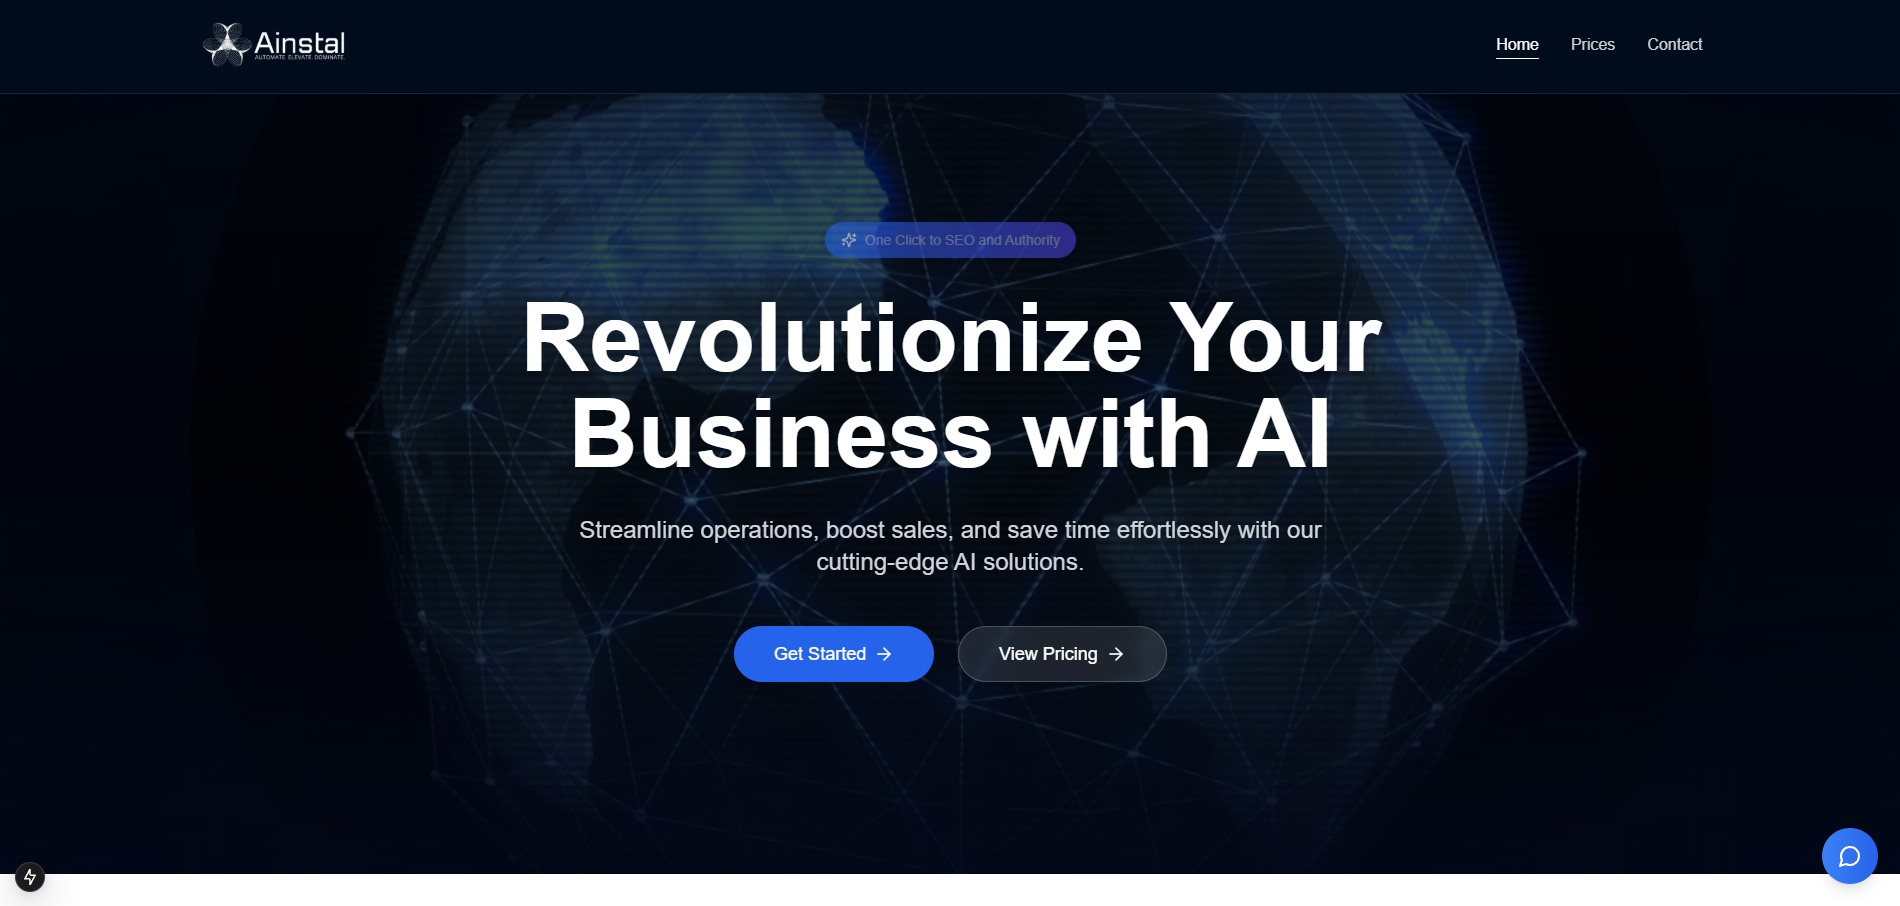 Ainstal
AUTOMATE. ELEVATE. DOMINATE.
Home
Prices
Contact
One Click to SEO and Authority
Revolutionize Your
Business with AI
Streamline operations, boost sales, and save time effortlessly with our
cutting-edge AI solutions.
Get Started
View Pricing